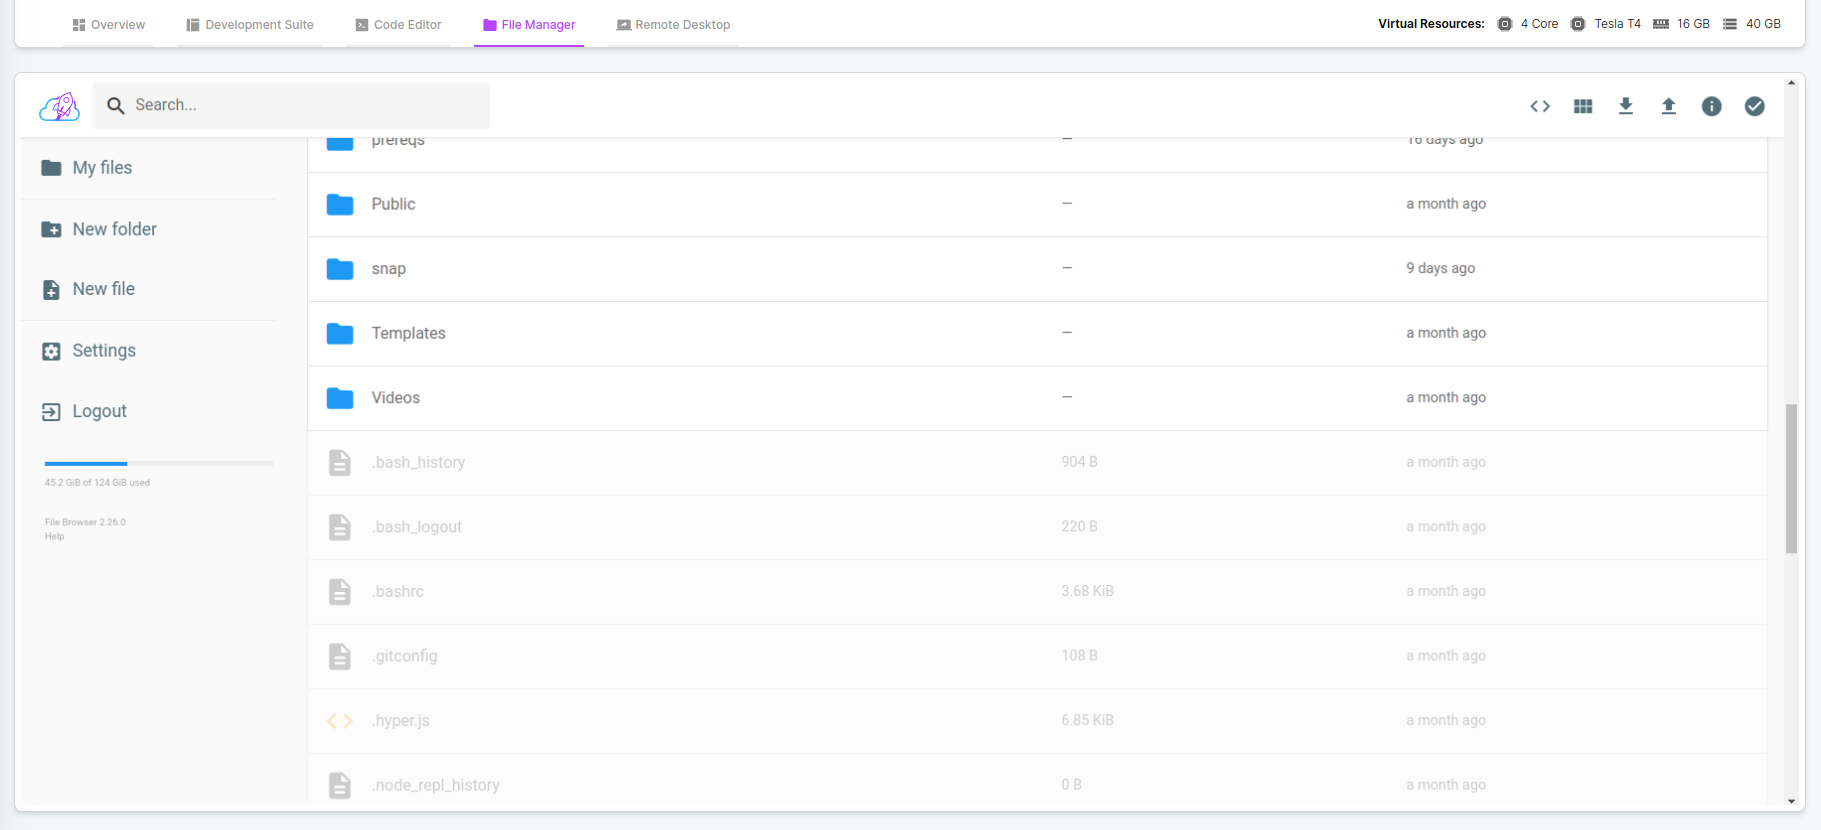 Overview Development Suite Code Editor File Manager Remote Desktop Virtual Resources: 4 Core Tesla T4 16 GB 40 GB
Search...
prereqs — 16 days ago
My files
Public — a month ago
New folder
snap — 9 days ago
New file
Templates — a month ago
Settings
Videos — a month ago
Logout
.bash_history 904 B a month ago
45.2 GiB of 124 GiB used
.bash_logout 220 B a month ago
File Browser 2.26.0
Help
.bashrc 3.68 KiB a month ago
.gitconfig 108 B a month ago
.hyper.js 6.85 KiB a month ago
.node_repl_history 0 B a month ago